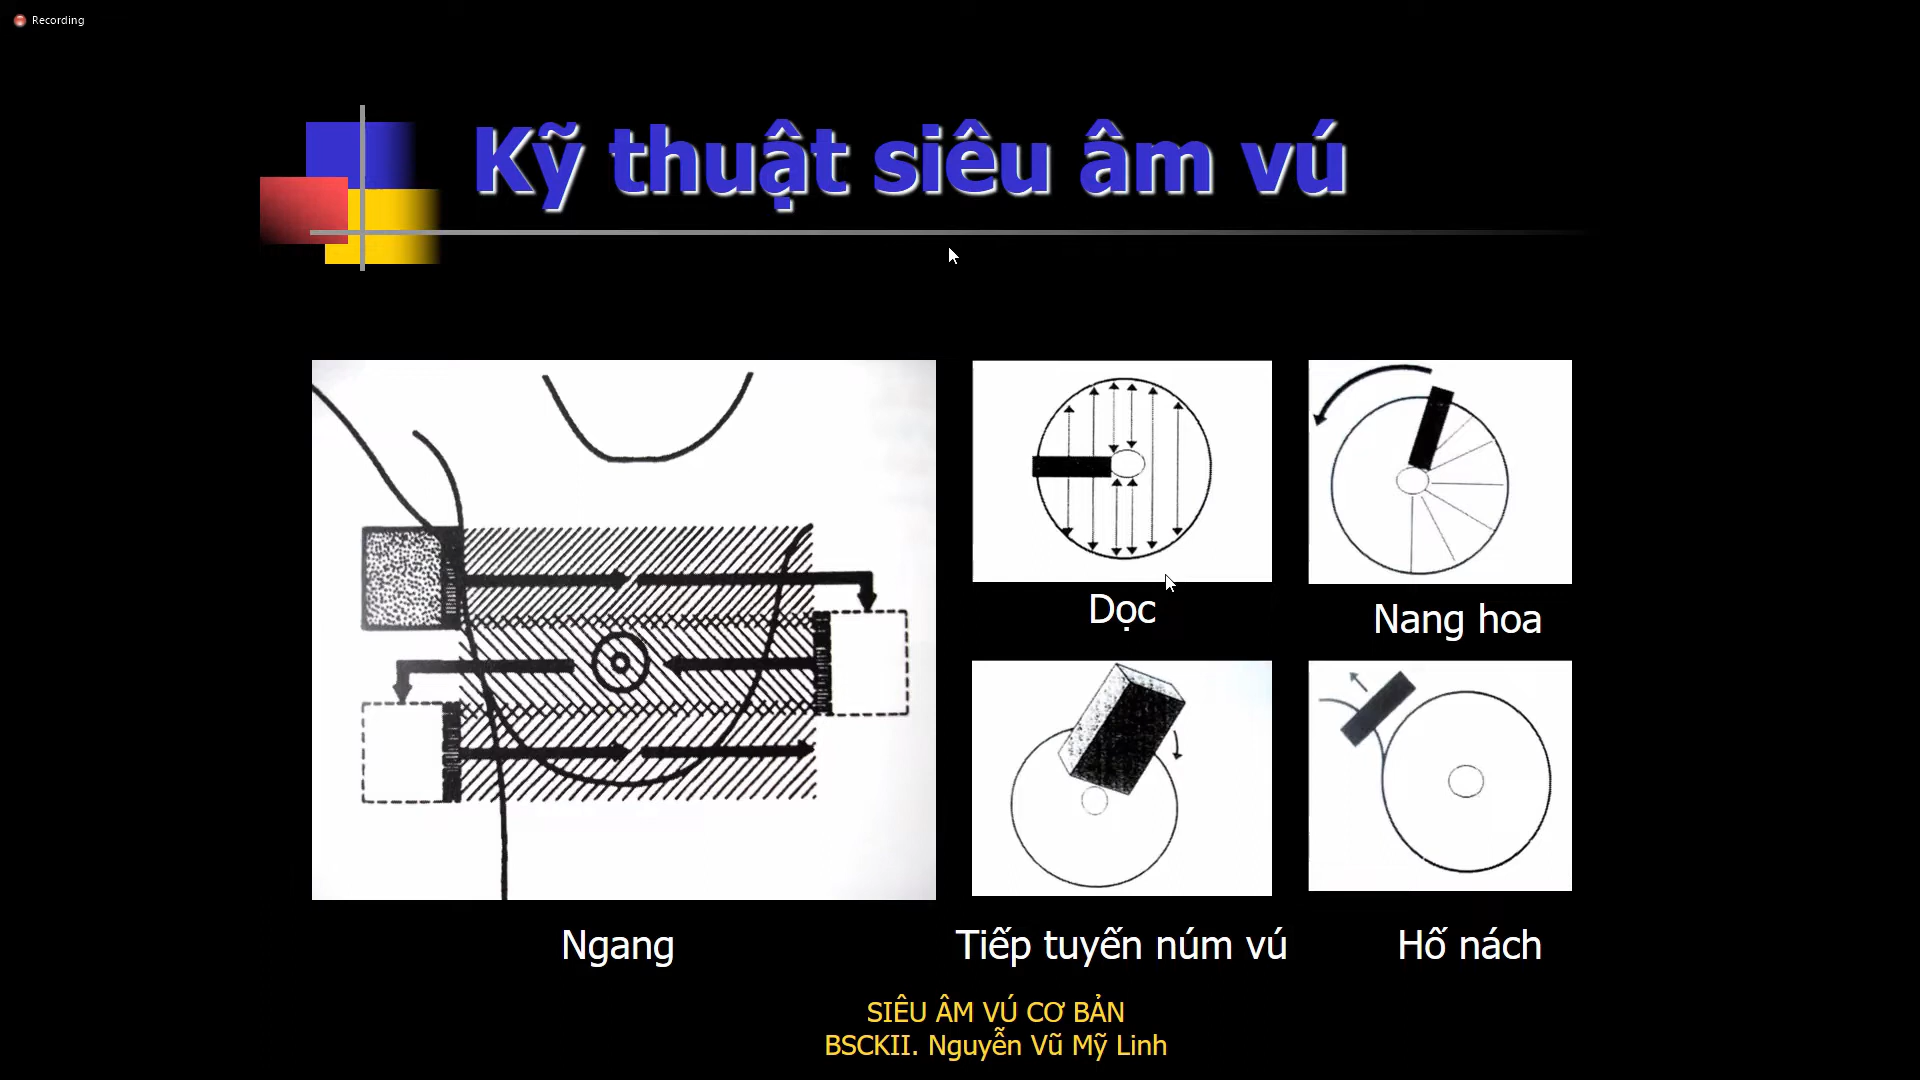 Recording
Kỹ thuật siêu âm vú
Dọc
Nang hoa
Ngang
Tiếp tuyến núm vú
Hố nách
SIÊU ÂM VÚ CƠ BẢN
BSCKII. Nguyễn Vũ Mỹ Linh